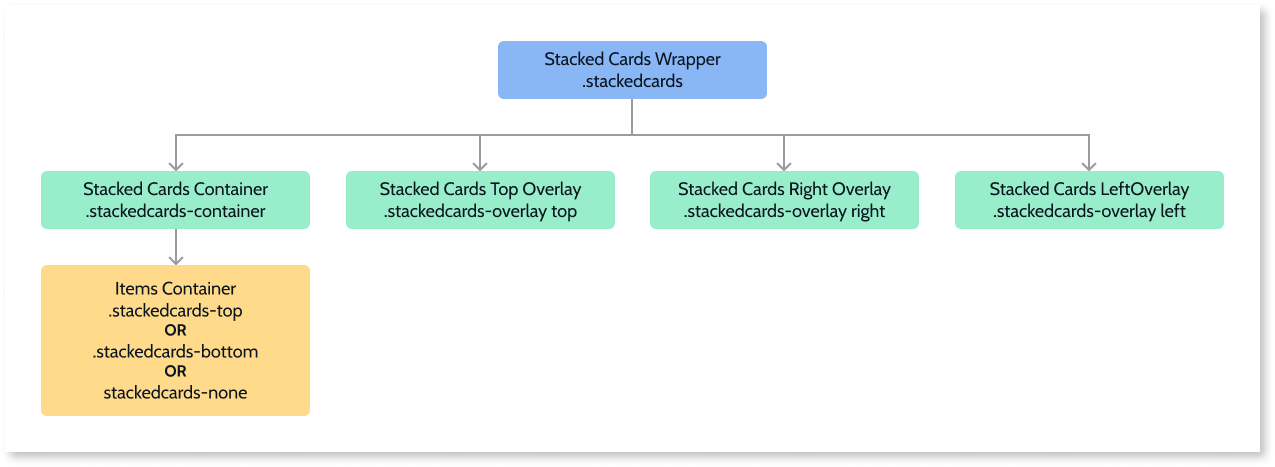 Stacked Cards Wrapper
.stackedcards
Stacked Cards Container
.stackedcards-container
Stacked Cards Top Overlay
.stackedcards-overlay top
Stacked Cards Right Overlay
.stackedcards-overlay right
Stacked Cards LeftOverlay
.stackedcards-overlay left
Items Container
.stackedcards-top
OR
.stackedcards-bottom
OR
stackedcards-none